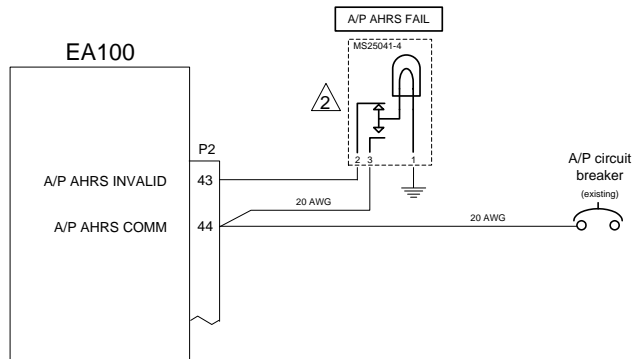 A/P AHRS FAIL
MS25041-4
EA100
2
P2
2 3 1
A/P AHRS INVALID 43
20 AWG
A/P AHRS COMM 44
20 AWG
A/P circuit
breaker
(existing)